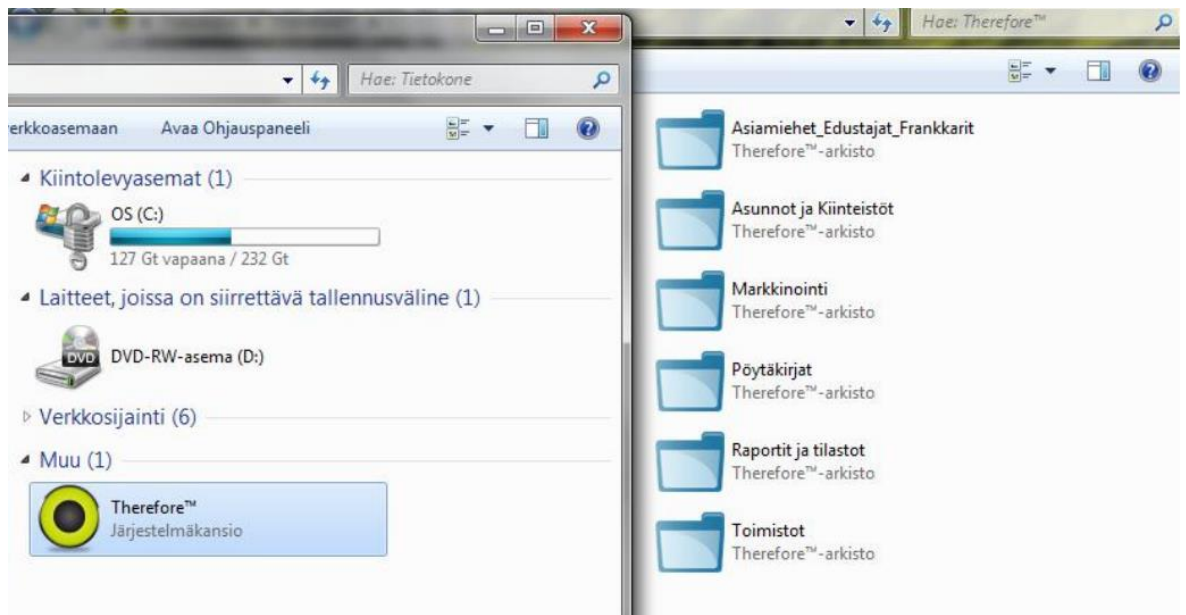 Hae: Tietokone
erkkoasemaan Avaa Ohjauspaneeli
Kiintolevyasemat (1)
OS (C:)
127 Gt vapaana / 232 Gt
Laitteet, joissa on siirrettävä tallennusväline (1)
DVD
DVD-RW-asema (D:)
Verkkosijainti (6)
Muu (1)
Therefore™
Järjestelmäkansio
Hae: Therefore™
Asiamiehet_Edustajat_Frankkarit
Therefore™-arkisto
Asunnot ja Kiinteistöt
Therefore™-arkisto
Markkinointi
Therefore™-arkisto
Pöytäkirjat
Therefore™-arkisto
Raportit ja tilastot
Therefore™-arkisto
Toimistot
Therefore™-arkisto